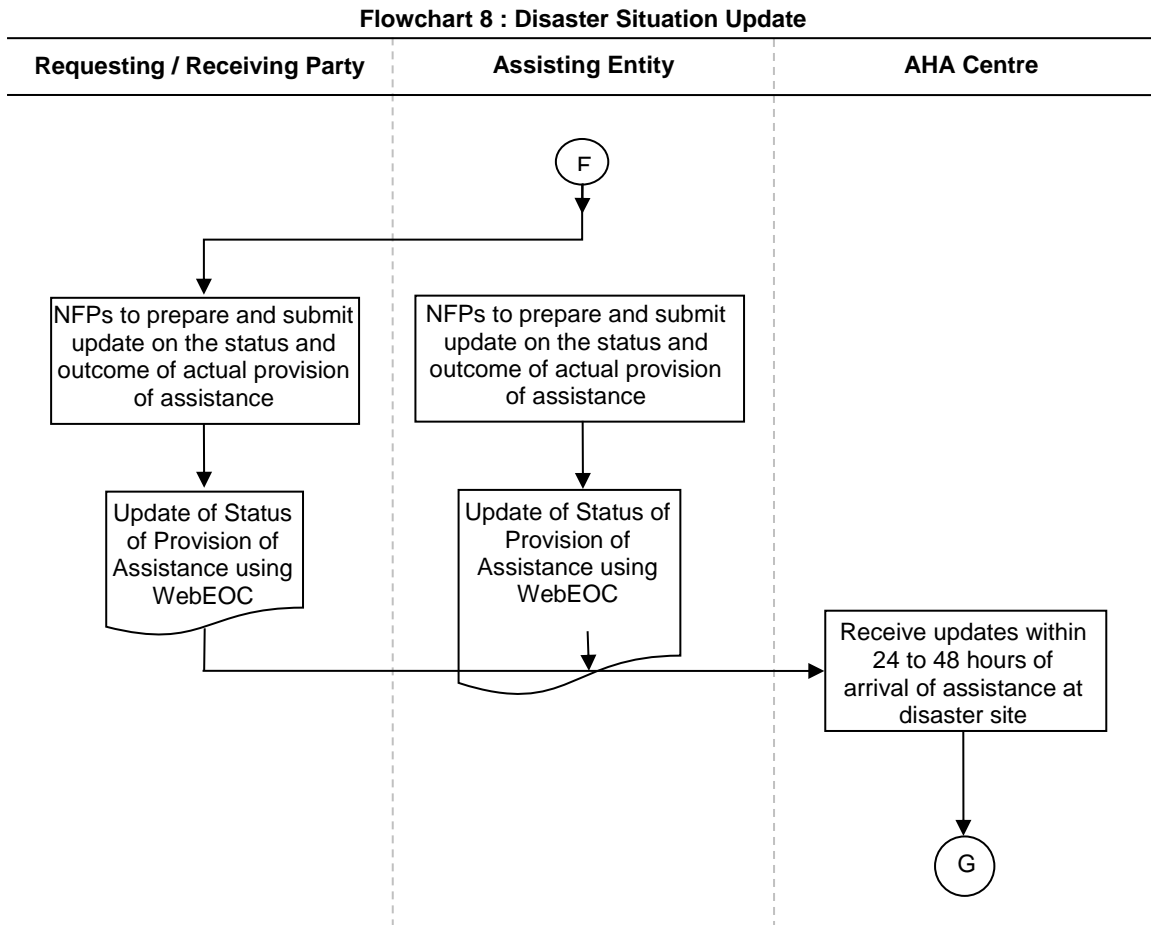 Flowchart 8 : Disaster Situation Update
Requesting / Receiving Party
Assisting Entity
AHA Centre
F
NFPs to prepare and submit
update on the status and
outcome of actual provision
of assistance
NFPs to prepare and submit
update on the status and
outcome of actual provision
of assistance
Update of Status
of Provision of
Assistance using
WebEOC
Update of Status of
Provision of
Assistance using
WebEOC
Receive updates within
24 to 48 hours of
arrival of assistance at
disaster site
G